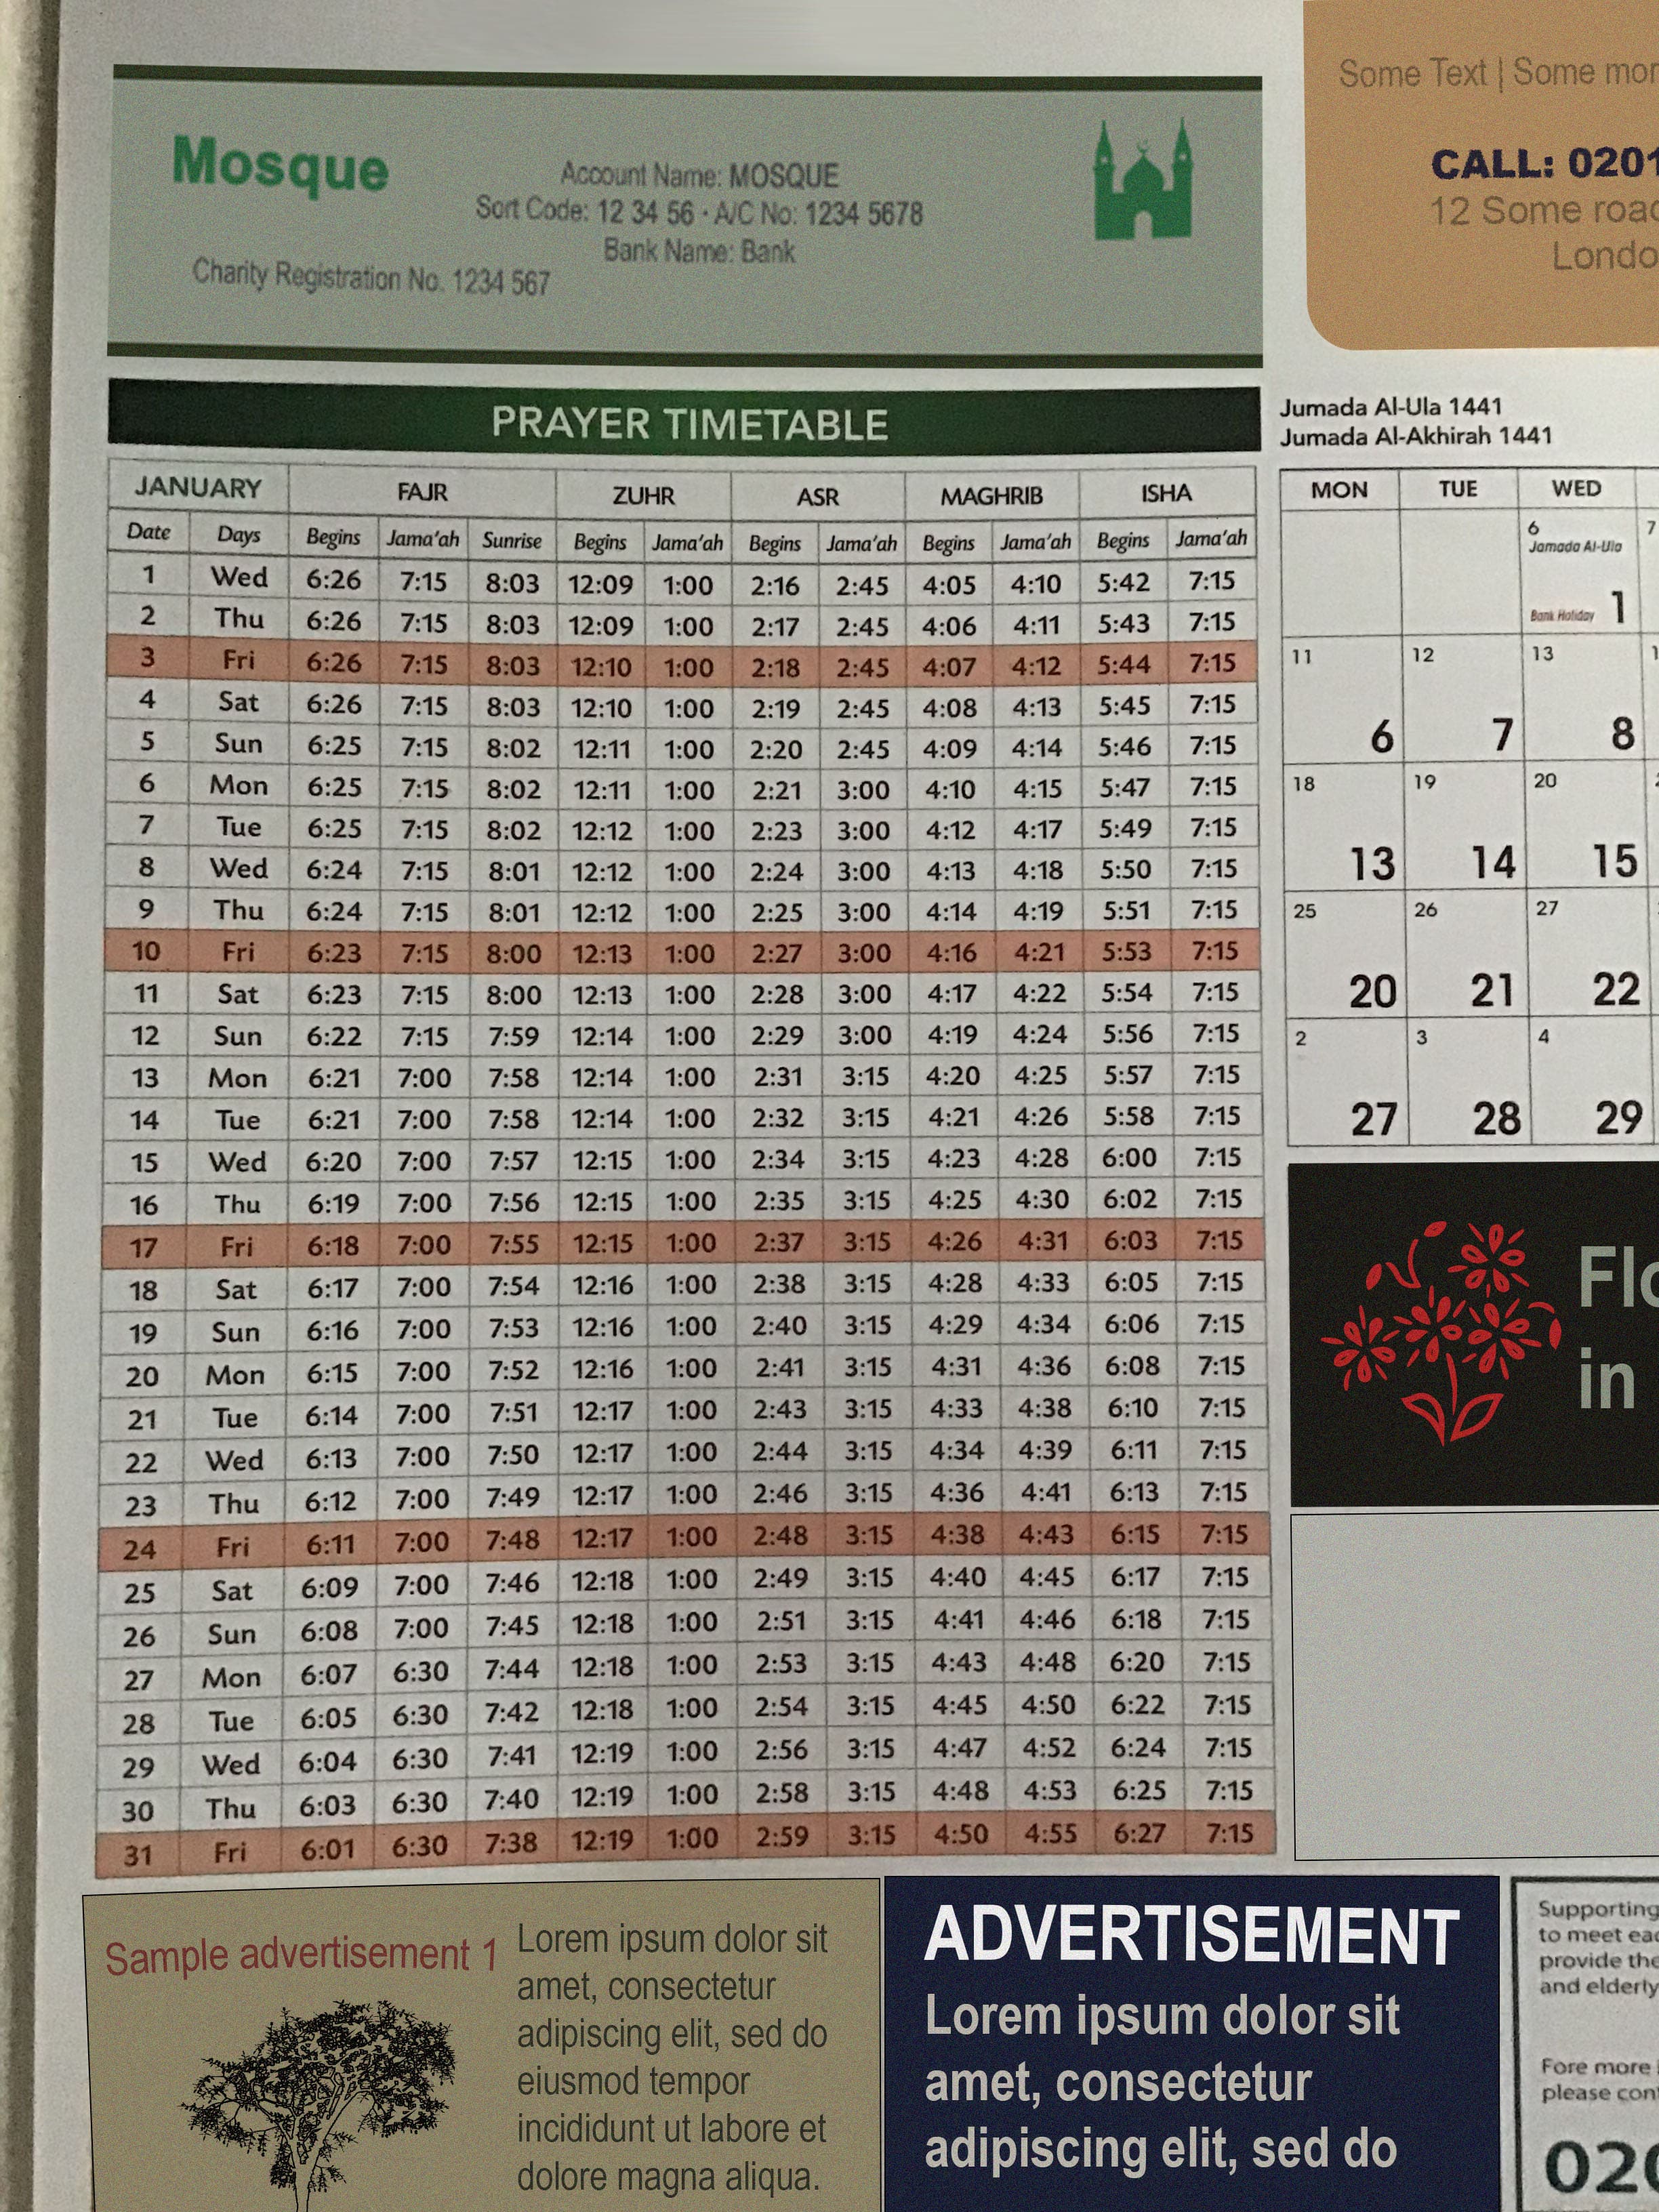 Mosque
Account Name: MOSQUE
Sort Code: 12 34 56 · A/C No: 1234 5678
Bank Name: Bank
Charity Registration No. 1234 567
Some Text | Some
CALL: 0201
12 Some
PRAYER TIMETABLE
JANUARY FAJR ZUHR ASR MAGHRIB ISHA
Date Days Begins Jama'ah Sunrise Begins Jama'ah Begins Jama'ah Begins Jama'ah Begins Jama'ah
1 Wed 6:26 7:15 8:03 12:09 1:00 2:16 2:45 4:05 4:10 5:42 7:15
2 Thu 6:26 7:15 8:03 12:09 1:00 2:17 2:45 4:06 4:11 5:43 7:15
3 Fri 6:26 7:15 8:03 12:10 1:00 2:18 2:45 4:07 4:12 5:44 7:15
4 Sat 6:26 7:15 8:03 12:10 1:00 2:19 2:45 4:08 4:13 5:45 7:15
5 Sun 6:25 7:15 8:02 12:11 1:00 2:20 2:45 4:09 4:14 5:46 7:15
6 Mon 6:25 7:15 8:02 12:11 1:00 2:21 3:00 4:10 4:15 5:47 7:15
7 Tue 6:25 7:15 8:02 12:12 1:00 2:23 3:00 4:12 4:17 5:49 7:15
8 Wed 6:24 7:15 8:01 12:12 1:00 2:24 3:00 4:13 4:18 5:50 7:15
9 Thu 6:24 7:15 8:01 12:12 1:00 2:25 3:00 4:14 4:19 5:51 7:15
10 Fri 6:23 7:15 8:00 12:13 1:00 2:27 3:00 4:16 4:21 5:53 7:15
11 Sat 6:23 7:15 8:00 12:13 1:00 2:28 3:00 4:17 4:22 5:54 7:15
12 Sun 6:22 7:15 7:59 12:14 1:00 2:29 3:00 4:19 4:24 5:56 7:15
13 Mon 6:21 7:00 7:58 12:14 1:00 2:31 3:15 4:20 4:25 5:57 7:15
14 Tue 6:21 7:00 7:58 12:14 1:00 2:32 3:15 4:21 4:26 5:58 7:15
15 Wed 6:20 7:00 7:57 12:15 1:00 2:34 3:15 4:23 4:28 6:00 7:15
16 Thu 6:19 7:00 7:56 12:15 1:00 2:35 3:15 4:25 4:30 6:02 7:15
17 Fri 6:18 7:00 7:55 12:15 1:00 2:37 3:15 4:26 4:31 6:03 7:15
18 Sat 6:17 7:00 7:54 12:16 1:00 2:38 3:15 4:28 4:33 6:05 7:15
19 Sun 6:16 7:00 7:53 12:16 1:00 2:40 3:15 4:29 4:34 6:06 7:15
20 Mon 6:15 7:00 7:52 12:16 1:00 2:41 3:15 4:31 4:36 6:08 7:15
21 Tue 6:14 7:00 7:51 12:17 1:00 2:43 3:15 4:33 4:38 6:10 7:15
22 Wed 6:13 7:00 7:50 12:17 1:00 2:44 3:15 4:34 4:39 6:11 7:15
23 Thu 6:12 7:00 7:49 12:17 1:00 2:46 3:15 4:36 4:41 6:13 7:15
24 Fri 6:11 7:00 7:48 12:17 1:00 2:48 3:15 4:38 4:43 6:15 7:15
25 Sat 6:09 7:00 7:46 12:18 1:00 2:49 3:15 4:40 4:45 6:17 7:15
26 Sun 6:08 7:00 7:45 12:18 1:00 2:51 3:15 4:41 4:46 6:18 7:15
27 Mon 6:07 6:30 7:44 12:18 1:00 2:53 3:15 4:43 4:48 6:20 7:15
28 Tue 6:05 6:30 7:42 12:18 1:00 2:54 3:15 4:45 4:50 6:22 7:15
29 Wed 6:04 6:30 7:41 12:19 1:00 2:56 3:15 4:47 4:52 6:24 7:15
30 Thu 6:03 6:30 7:40 12:19 1:00 2:58 3:15 4:48 4:53 6:25 7:15
31 Fri 6:01 6:30 7:38 12:19 1:00 2:59 3:15 4:50 4:55 6:27 7:15
Jumada Al-Ula 1441
Jumada Al-Akhirah 1441
MON TUE WED
6 7
Jamada Al-Ula
Bank Holiday 1
11 12 13
6 7 8
18 19 20
13 14 15
25 26 27
20 21 22
2 3 4
27 28 29
in
Sample advertisement 1
Lorem ipsum dolor sit
amet, consectetur
adipiscing elit, sed do
eiusmod tempor
incididunt ut labore et
dolore magna aliqua.
ADVERTISEMENT
Lorem ipsum dolor sit
amet, consectetur
adipiscing elit, sed do
Supporting
to meet
provide
and elderly
Fore more
please
020